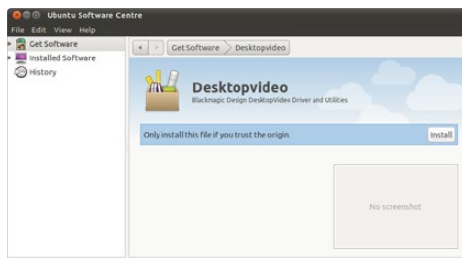 Ubuntu Software Centre
File Edit View Help
Get Software
Installed Software
History
Get Software Desktopvideo
Desktopvideo
Blackmagic Design DesktopVideo Driver and Utilities
Only install this file if you trust the origin.
Install
No screenshot